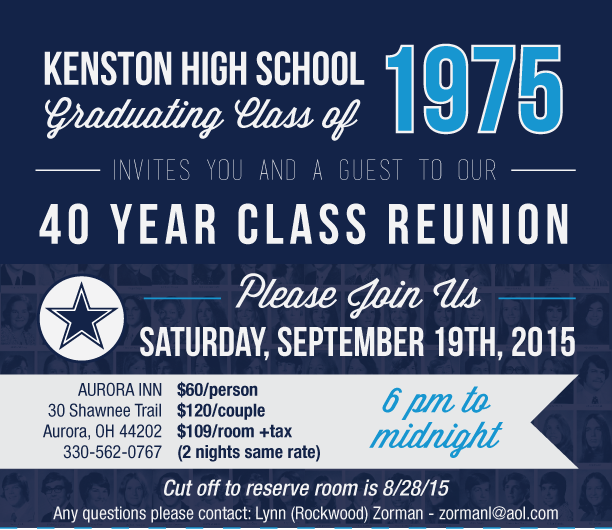 KENSTON HIGH SCHOOL 1975
Graduating Class of
INVITES YOU AND A GUEST TO OUR
40 YEAR CLASS REUNION
Please Join Us
SATURDAY, SEPTEMBER 19TH, 2015
AURORA INN $60/person
30 Shawnee Trail $120/couple
Aurora, OH 44202 $109/room +tax
330-562-0767 (2 nights same rate)
6 pm to
midnight
Cut off to reserve room is 8/28/15
Any questions please contact: Lynn (Rockwood) Zorman - zormanl@aol.com